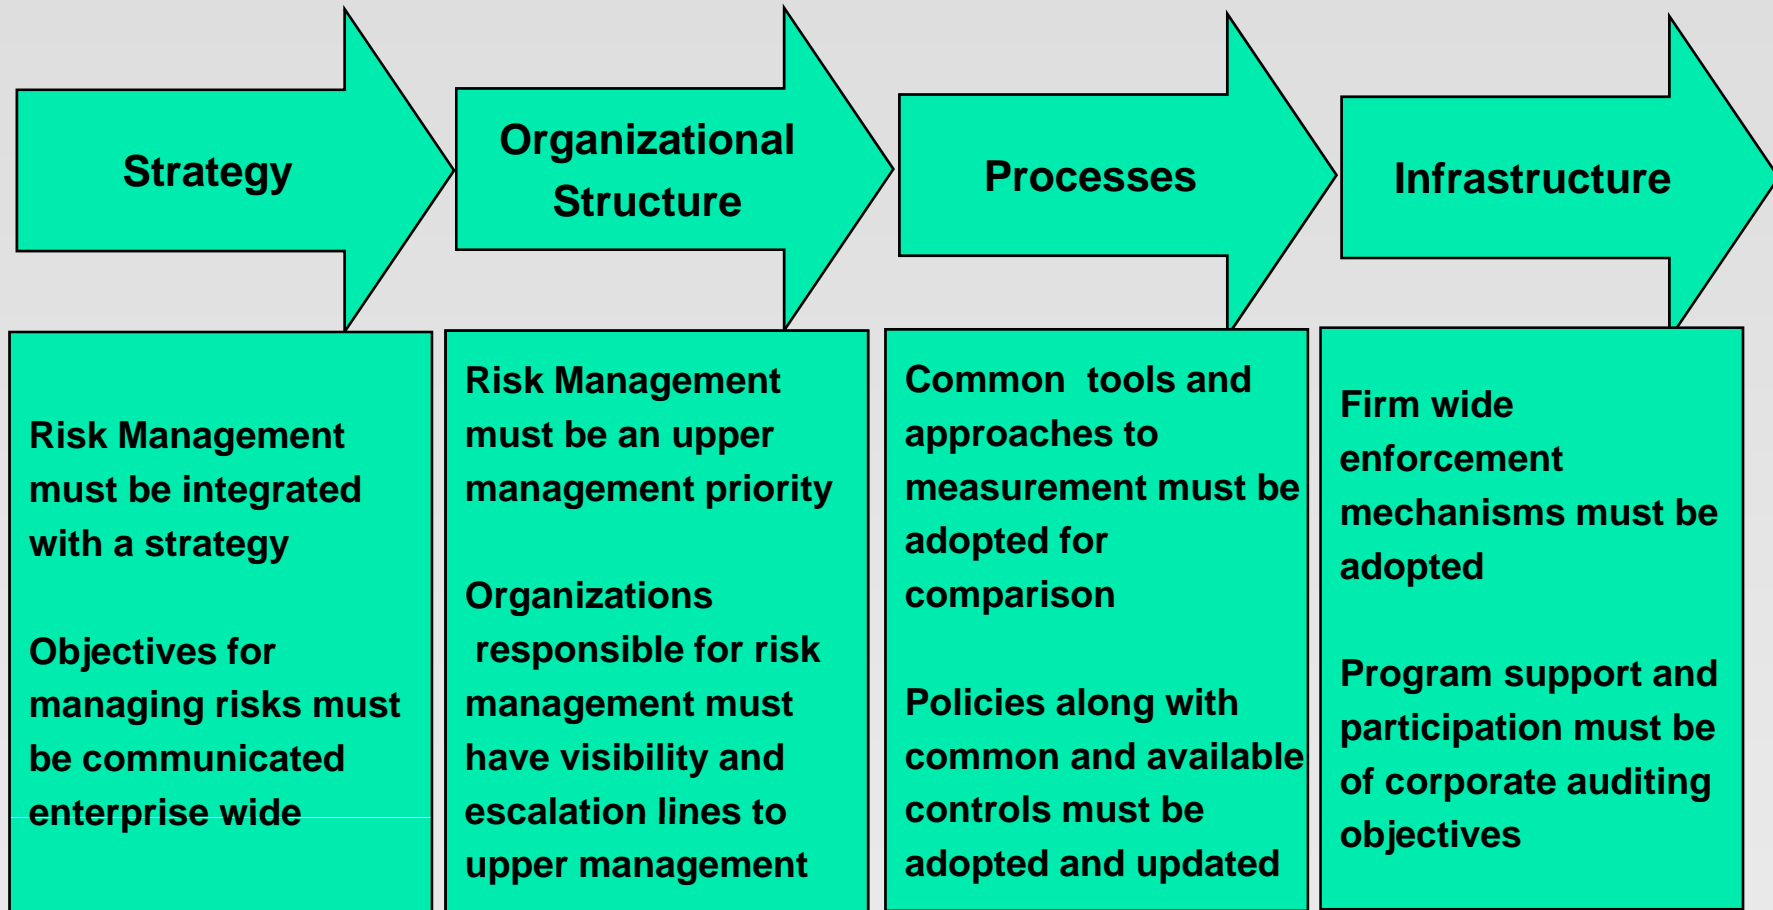 Strategy
Organizational
Structure
Processes
Infrastructure
Risk Management
must be integrated
with a strategy
Objectives for
managing risks must
be communicated
enterprise wide
Risk Management
must be an upper
management priority
Organizations
responsible for risk
management must
have visibility and
escalation lines to
upper management
Common  tools and
approaches to
measurement must be
adopted for
comparison
Policies along with
common and available
controls must be
adopted and updated
Firm wide
enforcement
mechanisms must be
adopted
Program support and
participation must be
of corporate auditing
objectives